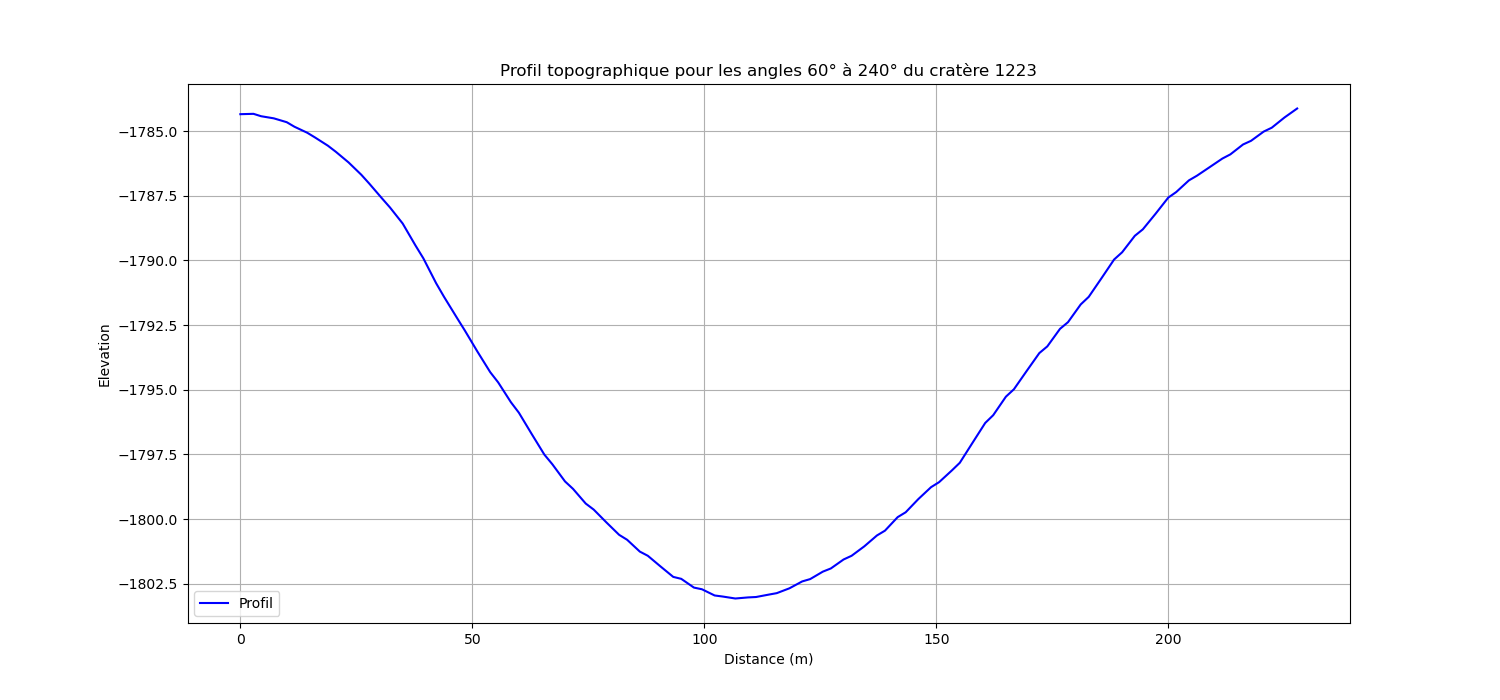 Profil topographique pour les angles 60° à 240° du cratère 1223
−1785.0
−1787.5
−1790.0
−1792.5
−1795.0
−1797.5
−1800.0
−1802.5
Elevation
Profil
0 50 100 150 200
Distance (m)